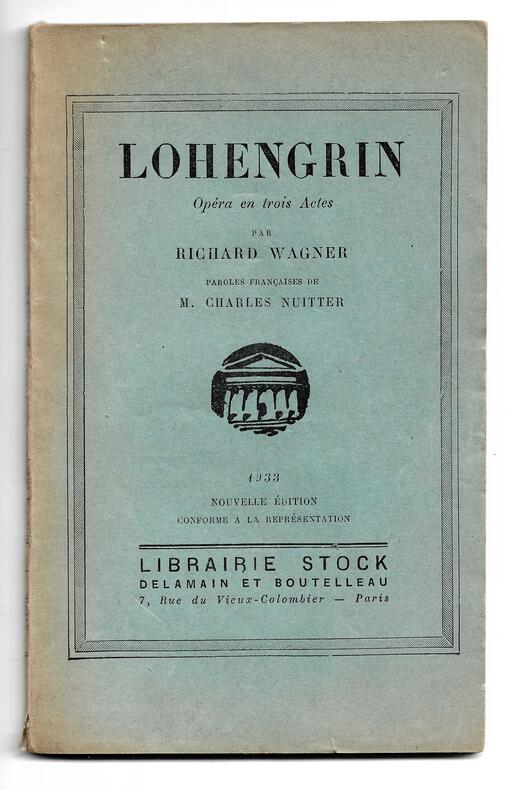 LOHENGRIN
Opéra en trois Actes
PAR
RICHARD WAGNER
PAROLES FRANÇAISES DE
M. CHARLES NUITTER
1933
NOUVELLE ÉDITION
CONFORME A LA REPRÉSENTATION
LIBRAIRIE STOCK
DELAMAIN ET BOUTELLEAU
7, Rue du Vieux-Colombier — Paris